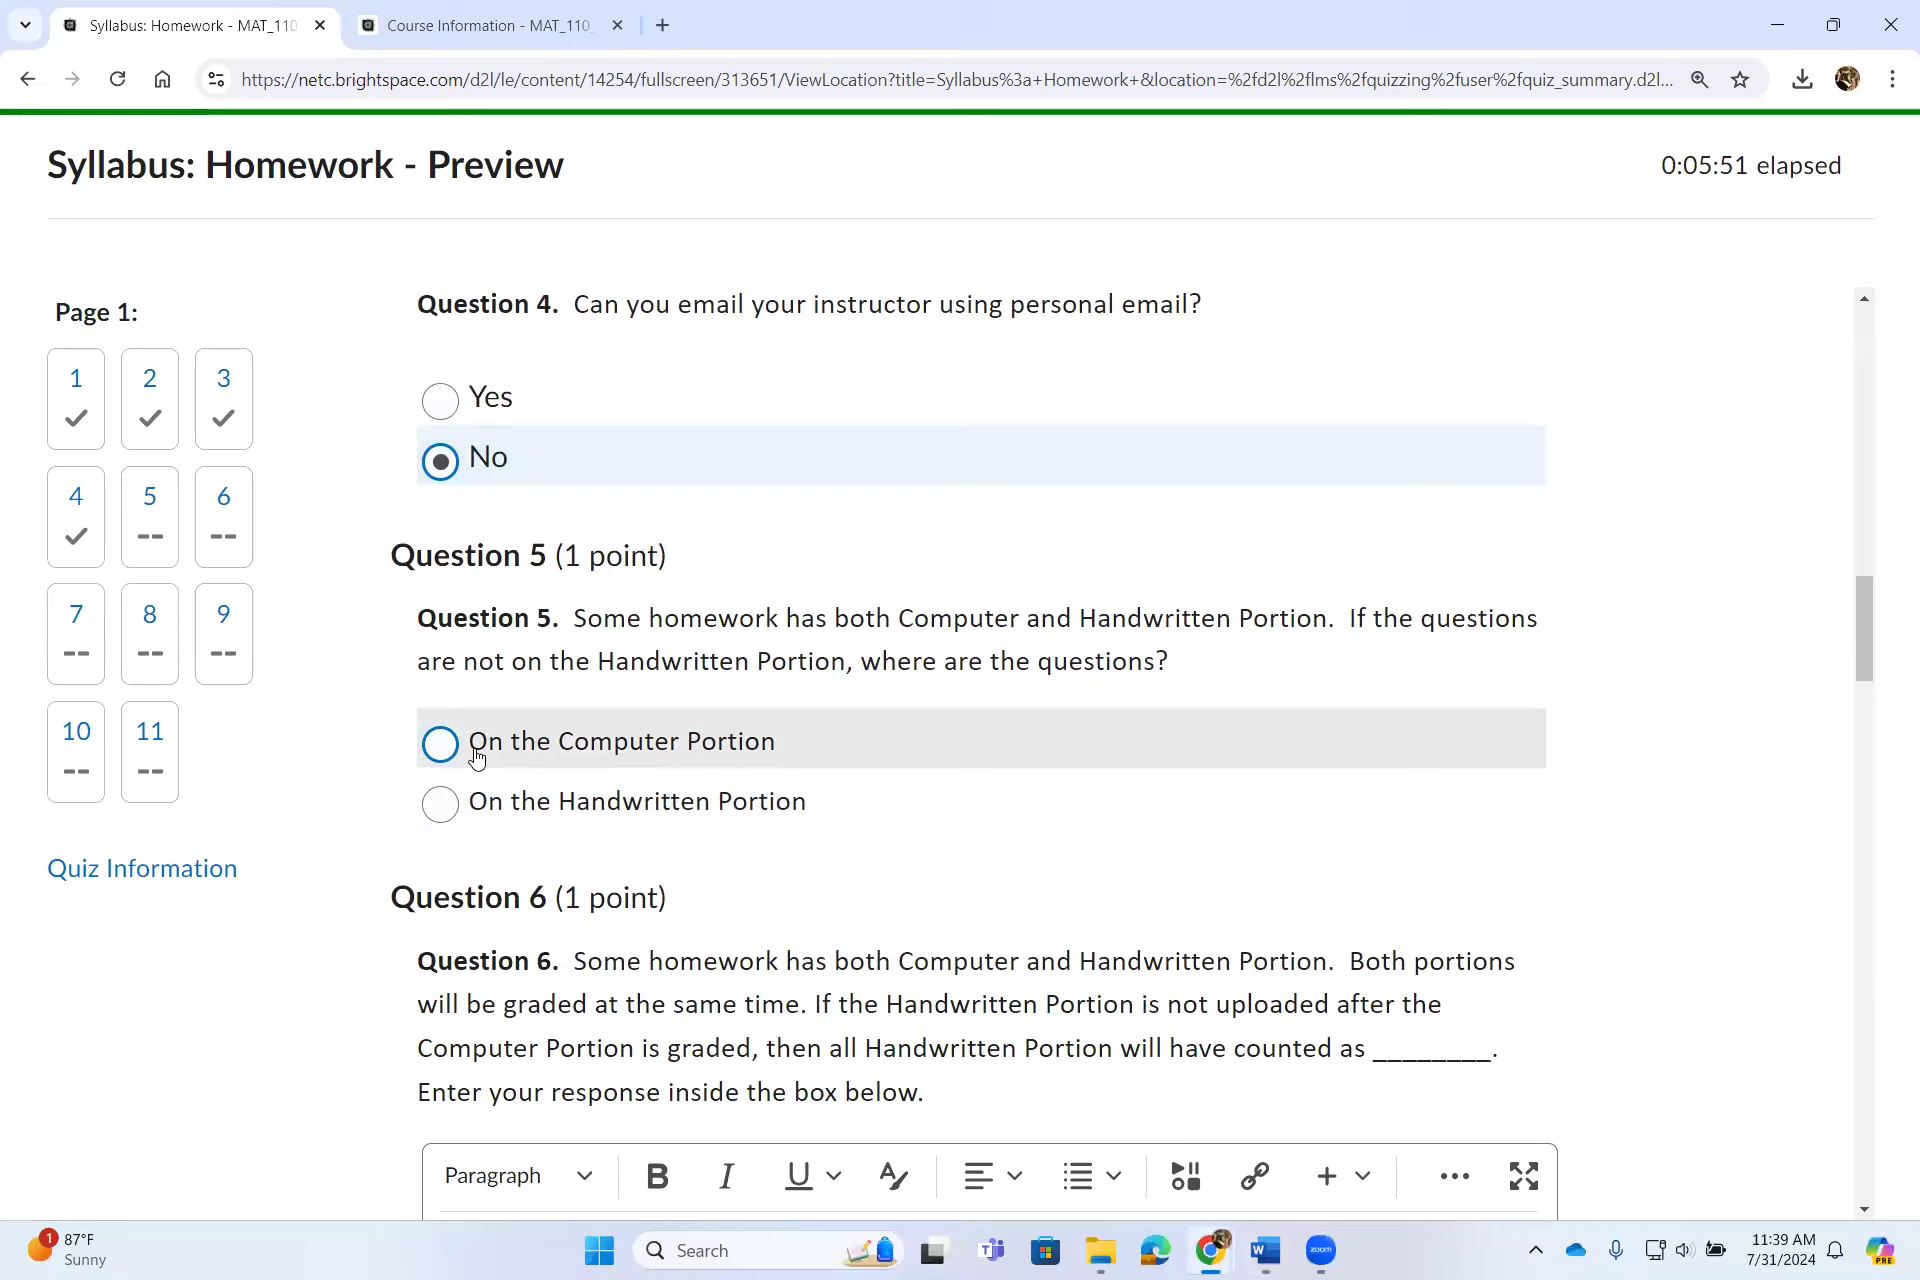 Syllabus: Homework - MAT_110
Course Information - MAT_110_
https://netc.brightspace.com/d2l/le/content/14254/fullscreen/313651/ViewLocation?title=Syllabus%3a+Homework+&location=%2fd2l%2flms%2fquizzing%2fuser%2fquiz_summary.d2l...
Syllabus: Homework - Preview
0:05:51 elapsed
Page 1:
1 2 3
4 5 6
-- --
7 8 9
-- -- --
10 11
-- --
Quiz Information
Question 4. Can you email your instructor using personal email?
Yes
No
Question 5 (1 point)
Question 5. Some homework has both Computer and Handwritten Portion. If the questions
are not on the Handwritten Portion, where are the questions?
On the Computer Portion
On the Handwritten Portion
Question 6 (1 point)
Question 6. Some homework has both Computer and Handwritten Portion. Both portions
will be graded at the same time. If the Handwritten Portion is not uploaded after the
Computer Portion is graded, then all Handwritten Portion will have counted as ________.
Enter your response inside the box below.
Paragraph B I U A
1
87°F
Sunny
Search
W
zoom
11:39 AM
7/31/2024
PRE